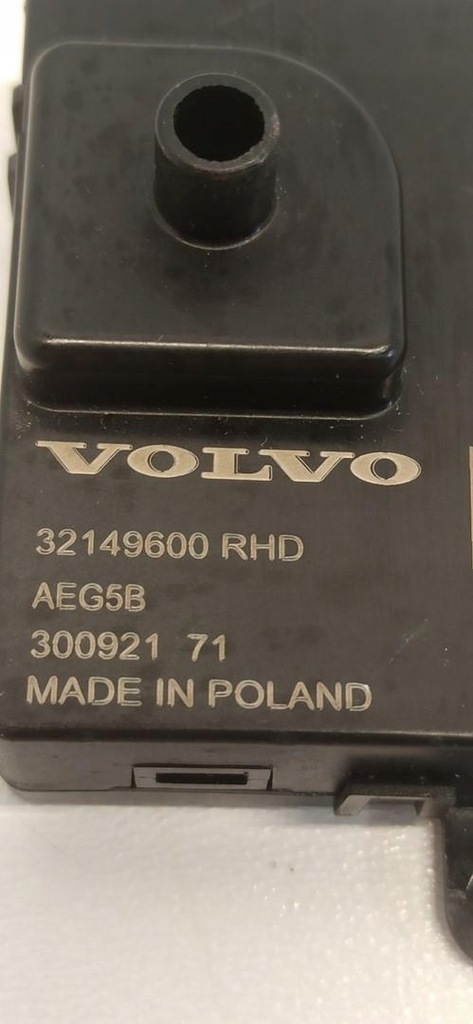 VOLVO
32149600 RHD
AEG5B
300921 71
MADE IN POLAND